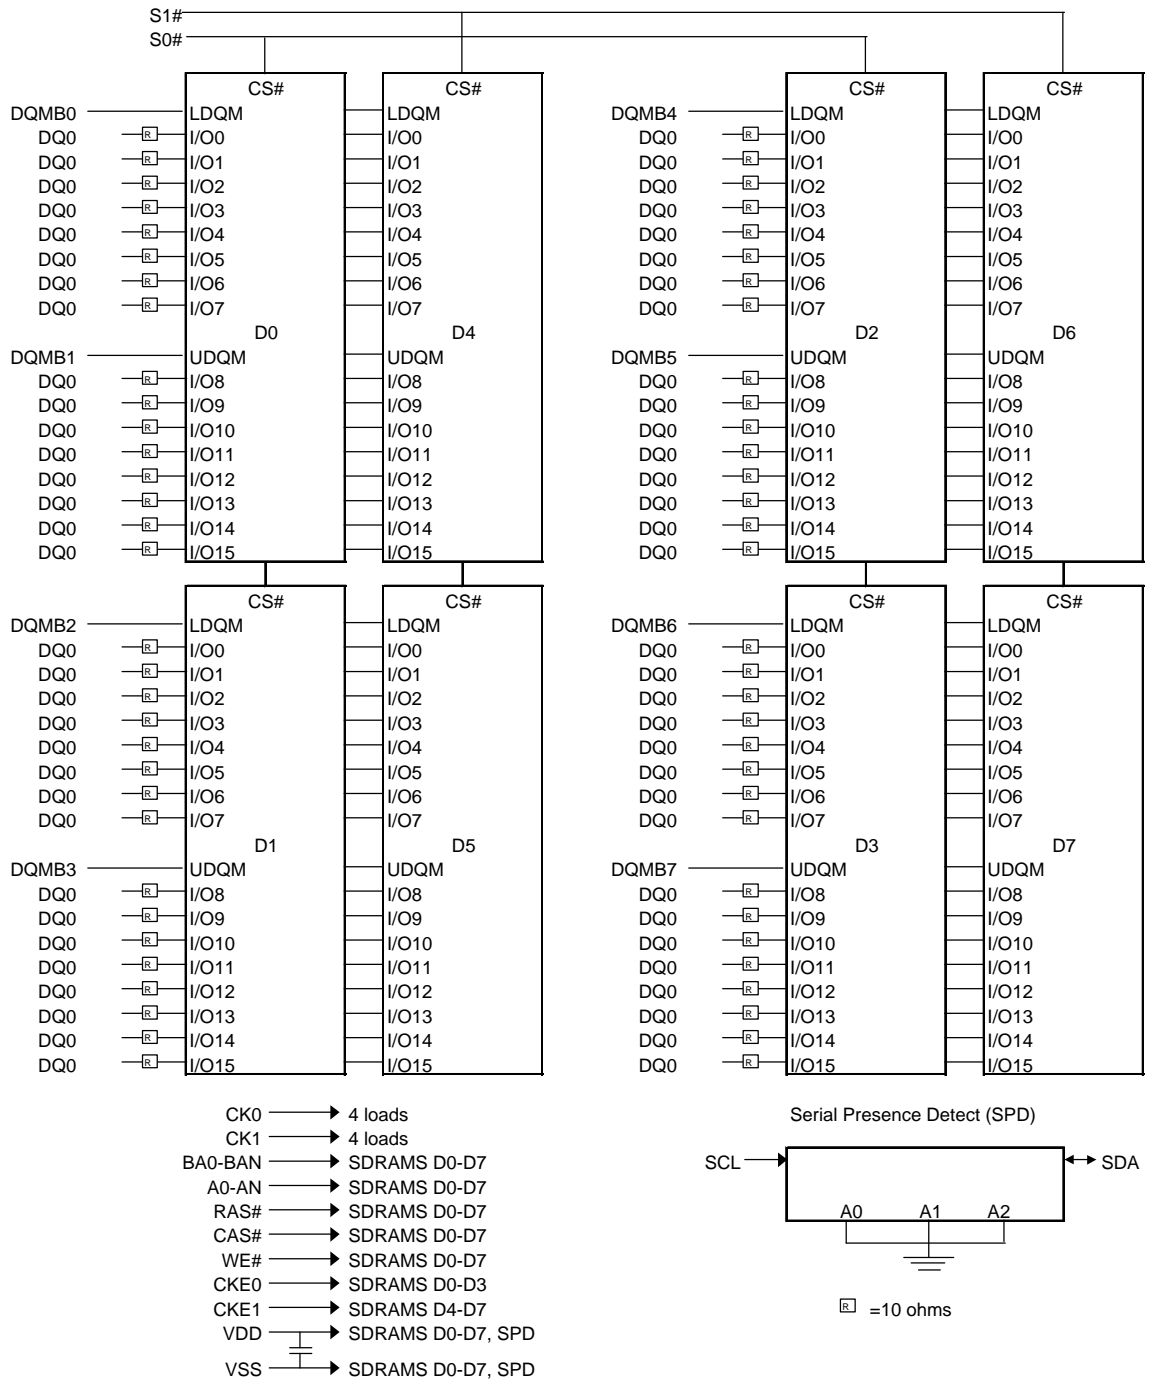 S1#
S0#
CS# CS# CS# CS#
DQMB0 LDQM LDQM DQMB4 LDQM LDQM
DQ0 R I/O0 I/O0 DQ0 R I/O0 I/O0
DQ0 R I/O1 I/O1 DQ0 R I/O1 I/O1
DQ0 R I/O2 I/O2 DQ0 R I/O2 I/O2
DQ0 R I/O3 I/O3 DQ0 R I/O3 I/O3
DQ0 R I/O4 I/O4 DQ0 R I/O4 I/O4
DQ0 R I/O5 I/O5 DQ0 R I/O5 I/O5
DQ0 R I/O6 I/O6 DQ0 R I/O6 I/O6
DQ0 R I/O7 I/O7 DQ0 R I/O7 I/O7
D0 D4 D2 D6
DQMB1 UDQM UDQM DQMB5 UDQM UDQM
DQ0 R I/O8 I/O8 DQ0 R I/O8 I/O8
DQ0 R I/O9 I/O9 DQ0 R I/O9 I/O9
DQ0 R I/O10 I/O10 DQ0 R I/O10 I/O10
DQ0 R I/O11 I/O11 DQ0 R I/O11 I/O11
DQ0 R I/O12 I/O12 DQ0 R I/O12 I/O12
DQ0 R I/O13 I/O13 DQ0 R I/O13 I/O13
DQ0 R I/O14 I/O14 DQ0 R I/O14 I/O14
DQ0 R I/O15 I/O15 DQ0 R I/O15 I/O15
CS# CS# CS# CS#
DQMB2 LDQM LDQM DQMB6 LDQM LDQM
DQ0 R I/O0 I/O0 DQ0 R I/O0 I/O0
DQ0 R I/O1 I/O1 DQ0 R I/O1 I/O1
DQ0 R I/O2 I/O2 DQ0 R I/O2 I/O2
DQ0 R I/O3 I/O3 DQ0 R I/O3 I/O3
DQ0 R I/O4 I/O4 DQ0 R I/O4 I/O4
DQ0 R I/O5 I/O5 DQ0 R I/O5 I/O5
DQ0 R I/O6 I/O6 DQ0 R I/O6 I/O6
DQ0 R I/O7 I/O7 DQ0 R I/O7 I/O7
D1 D5 D3 D7
DQMB3 UDQM UDQM DQMB7 UDQM UDQM
DQ0 R I/O8 I/O8 DQ0 R I/O8 I/O8
DQ0 R I/O9 I/O9 DQ0 R I/O9 I/O9
DQ0 R I/O10 I/O10 DQ0 R I/O10 I/O10
DQ0 R I/O11 I/O11 DQ0 R I/O11 I/O11
DQ0 R I/O12 I/O12 DQ0 R I/O12 I/O12
DQ0 R I/O13 I/O13 DQ0 R I/O13 I/O13
DQ0 R I/O14 I/O14 DQ0 R I/O14 I/O14
DQ0 R I/O15 I/O15 DQ0 R I/O15 I/O15
CK0 4 loads
CK1 4 loads
BA0-BAN SDRAMS D0-D7
A0-AN SDRAMS D0-D7
RAS# SDRAMS D0-D7
CAS# SDRAMS D0-D7
WE# SDRAMS D0-D7
CKE0 SDRAMS D0-D3
CKE1 SDRAMS D4-D7
VDD SDRAMS D0-D7, SPD
VSS SDRAMS D0-D7, SPD
Serial Presence Detect (SPD)
SCL SDA
A0 A1 A2
R =10 ohms